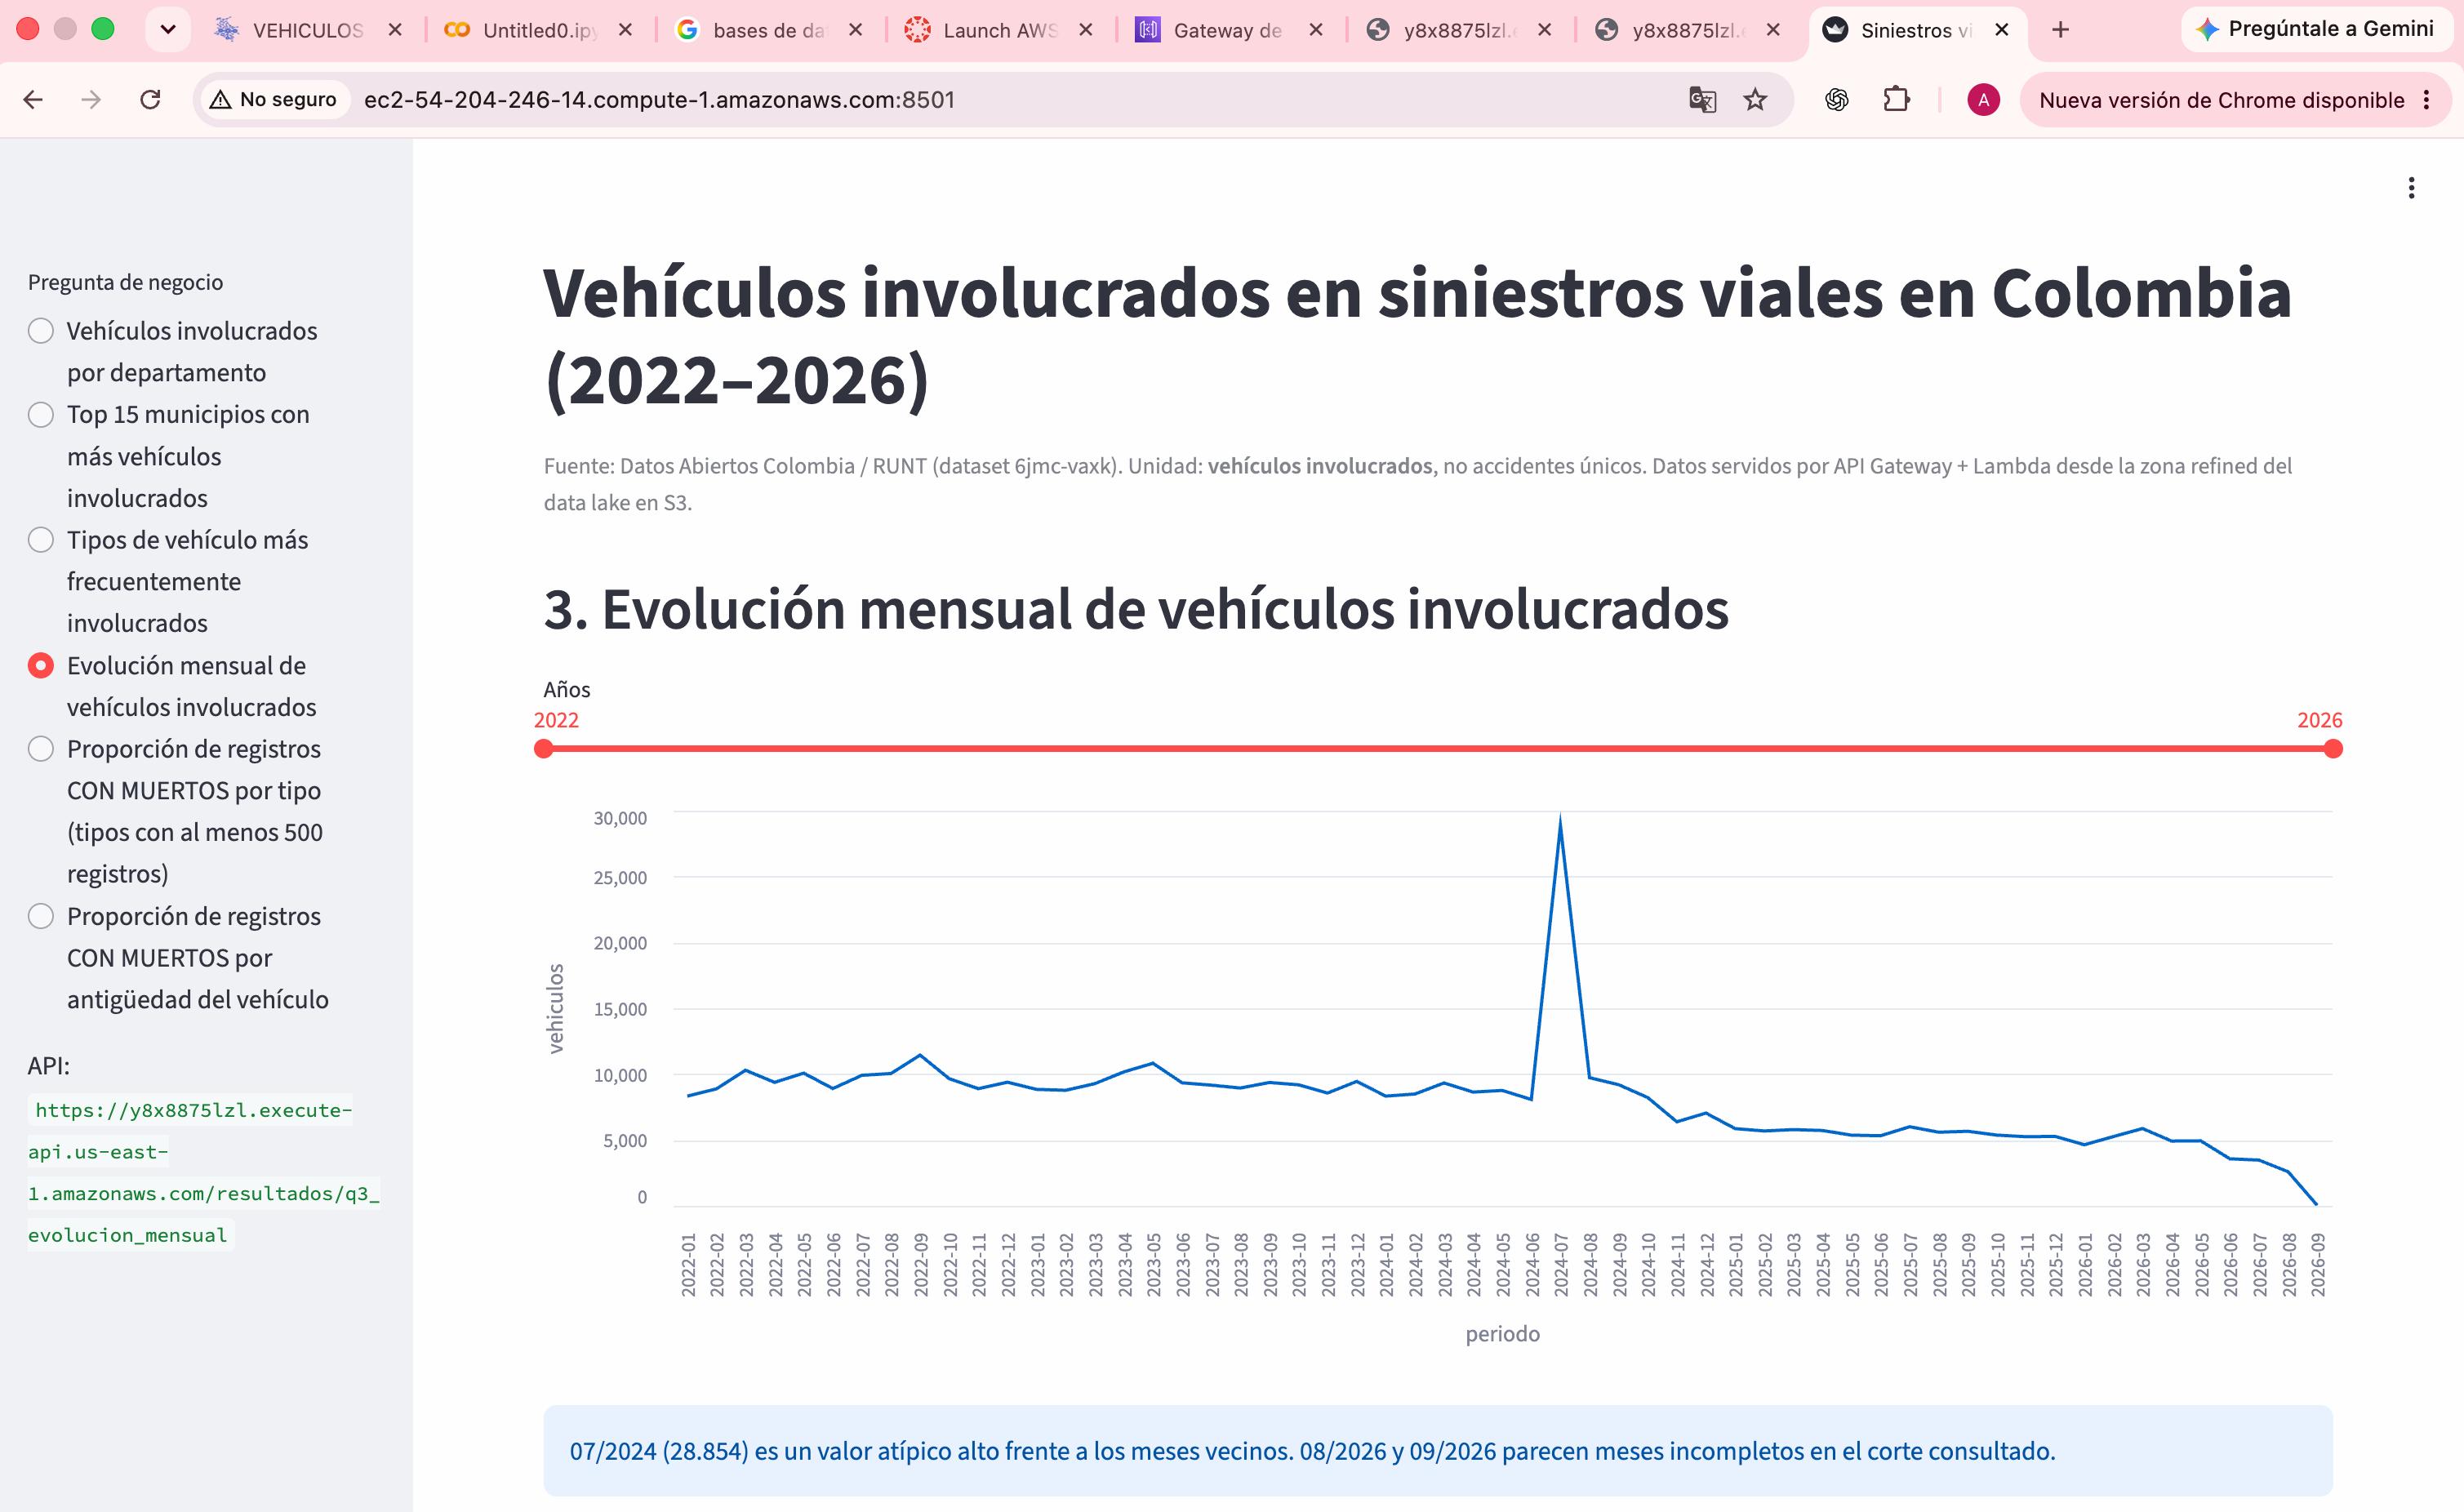 VEHICULOS
Untitled0.ipy
bases de da
Launch AWS
Gateway de
y8x8875lzl.e
y8x8875lzl.e
Siniestros vi
Pregúntale a Gemini
No seguro
ec2-54-204-246-14.compute-1.amazonaws.com:8501
A
Nueva versión de Chrome disponible
Pregunta de negocio
Vehículos involucrados
por departamento
Top 15 municipios con
más vehículos
involucrados
Tipos de vehículo más
frecuentemente
involucrados
Evolución mensual de
vehículos involucrados
Proporción de registros
CON MUERTOS por tipo
(tipos con al menos 500
registros)
Proporción de registros
CON MUERTOS por
antigüedad del vehículo
API:
https://y8x8875lzl.execute-
api.us-east-
1.amazonaws.com/resultados/q3_
evolucion_mensual
Vehículos involucrados en siniestros viales en Colombia
(2022–2026)
Fuente: Datos Abiertos Colombia / RUNT (dataset 6jmc-vaxk). Unidad: vehículos involucrados, no accidentes únicos. Datos servidos por API Gateway + Lambda desde la zona refined del
data lake en S3.
3. Evolución mensual de vehículos involucrados
Años
2022
2026
30,000
25,000
20,000
15,000
10,000
5,000
0
vehiculos
2022-01
2022-02
2022-03
2022-04
2022-05
2022-06
2022-07
2022-08
2022-09
2022-10
2022-11
2022-12
2023-01
2023-02
2023-03
2023-04
2023-05
2023-06
2023-07
2023-08
2023-09
2023-10
2023-11
2023-12
2024-01
2024-02
2024-03
2024-04
2024-05
2024-06
2024-07
2024-08
2024-09
2024-10
2024-11
2024-12
2025-01
2025-02
2025-03
2025-04
2025-05
2025-06
2025-07
2025-08
2025-09
2025-10
2025-11
2025-12
2026-01
2026-02
2026-03
2026-04
2026-05
2026-06
2026-07
2026-08
2026-09
periodo
07/2024 (28.854) es un valor atípico alto frente a los meses vecinos. 08/2026 y 09/2026 parecen meses incompletos en el corte consultado.